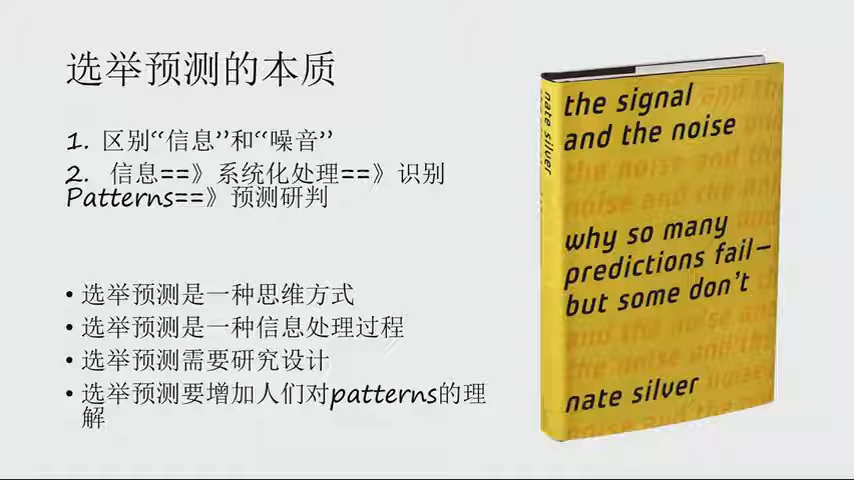 选举预测的本质
1. 区别“信息”和“噪音”
2. 信息==》系统化处理==》识别
Patterns==》预测研判
• 选举预测是一种思维方式
• 选举预测是一种信息处理过程
• 选举预测需要研究设计
• 选举预测要增加人们对patterns的理
解
nate silver
the signal
and the noise
why so many
predictions fail—
but some don't
nate silver